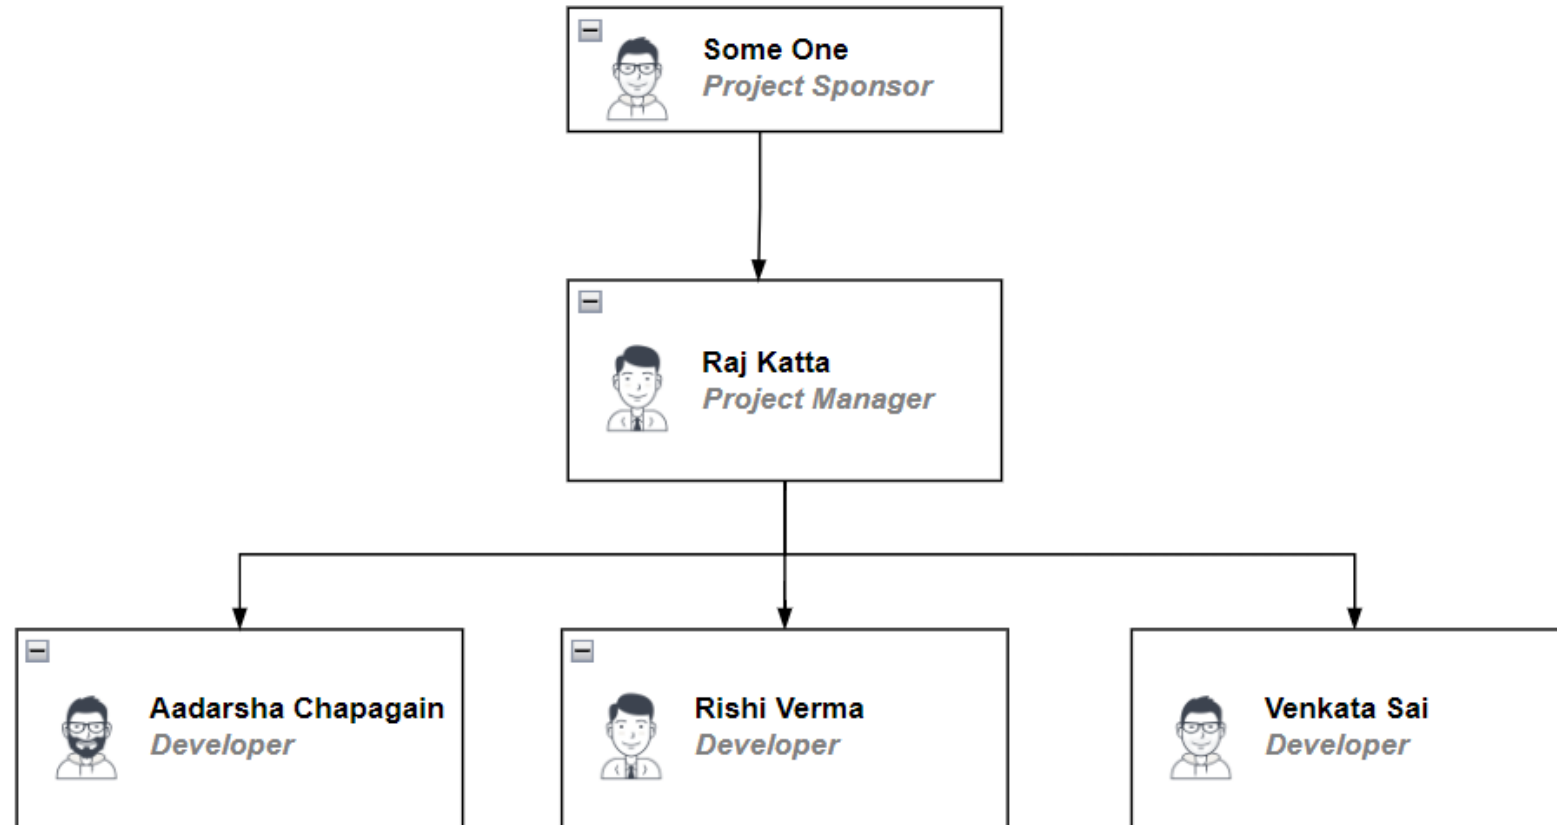 Some One
Project Sponsor
Raj Katta
Project Manager
Aadarsha Chapagain
Developer
Rishi Verma
Developer
Venkata Sai
Developer